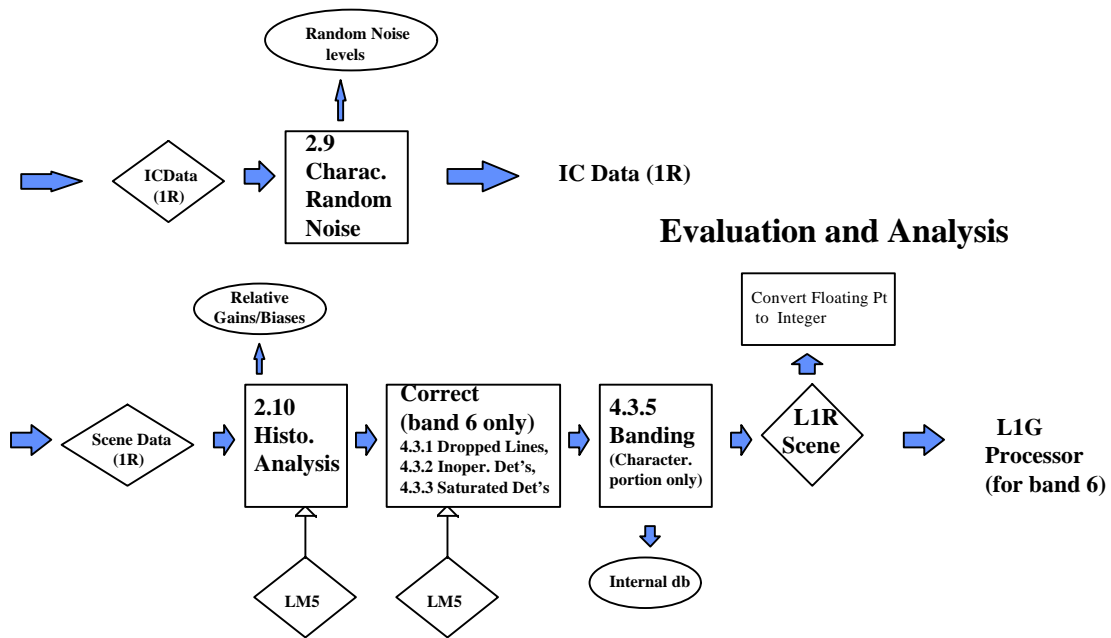 Random Noise
levels
ICData
(1R)
2.9
Charac.
Random
Noise
IC Data (1R)
Evaluation and Analysis
Relative
Gains/Biases
Convert Floating Pt
to Integer
Scene Data
(1R)
2.10
Histo.
Analysis
Correct
(band 6 only)
4.3.1 Dropped Lines,
4.3.2 Inoper. Det's,
4.3.3 Saturated Det's
4.3.5
Banding
(Character.
portion only)
L1R
Scene
L1G
Processor
(for band 6)
LM5
LM5
Internal db